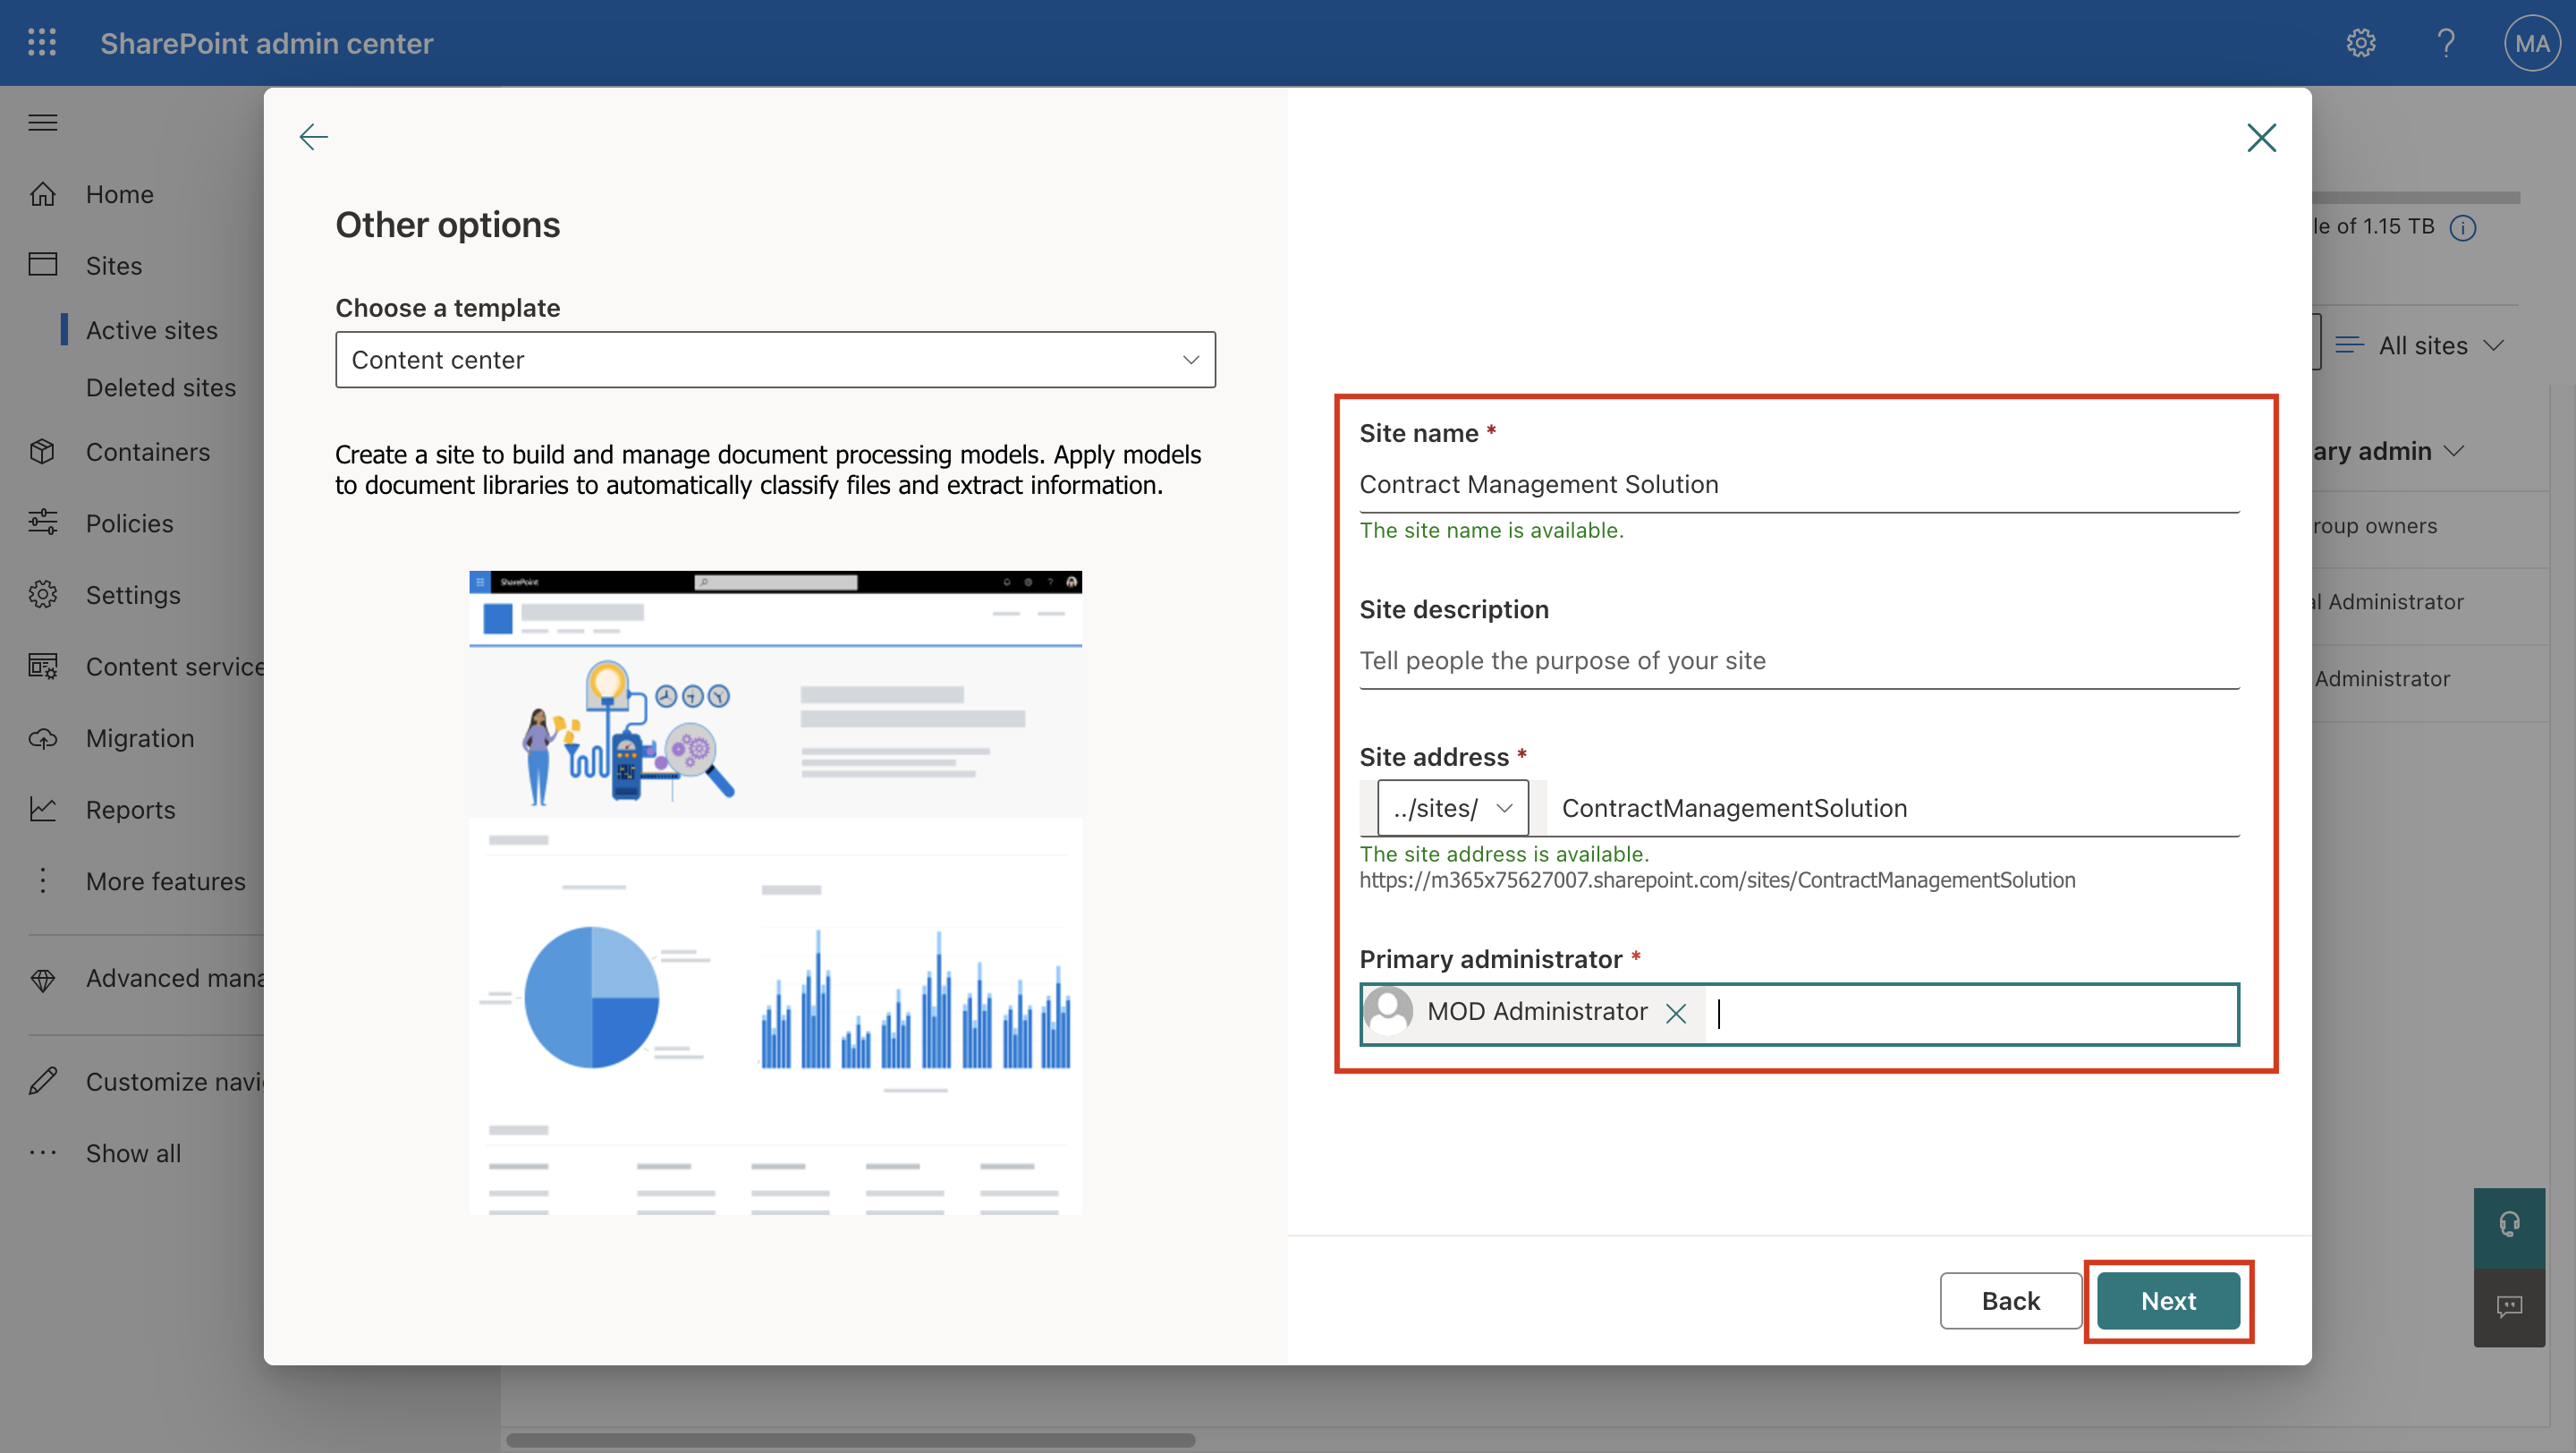 SharePoint admin center
MA
Home
Sites
Active sites
Deleted sites
Containers
Policies
Settings
Content service
Migration
Reports
More features
Advanced mana
Customize navi
Show all
Other options
Choose a template
Content center
Create a site to build and manage document processing models. Apply models
to document libraries to automatically classify files and extract information.
SharePoint
Site name *
Contract Management Solution
The site name is available.
Site description
Tell people the purpose of your site
Site address *
../sites/ ContractManagementSolution
The site address is available.
https://m365x75627007.sharepoint.com/sites/ContractManagementSolution
Primary administrator *
MOD Administrator
Back
Next
le of 1.15 TB
All sites
ary admin
roup owners
l Administrator
Administrator